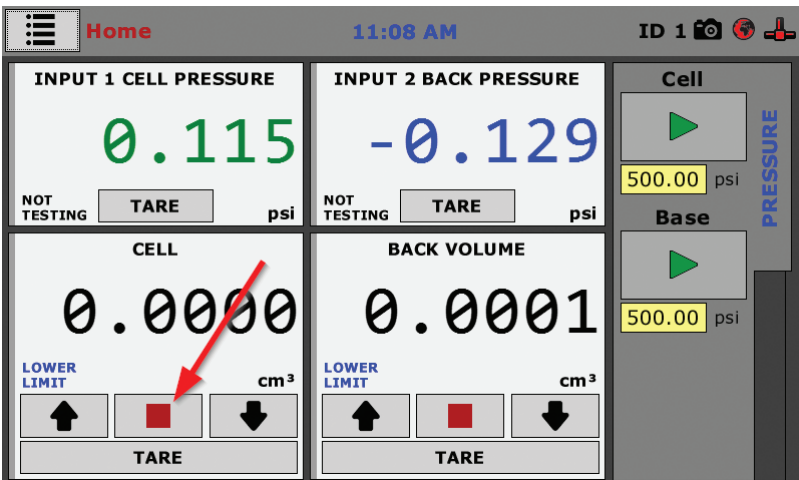 Home
11:08 AM
ID 1
INPUT 1 CELL PRESSURE
0.115
NOT TESTING
TARE
psi
INPUT 2 BACK PRESSURE
-0.129
NOT TESTING
TARE
psi
CELL
0.0000
LOWER LIMIT
cm³
TARE
BACK VOLUME
0.0001
LOWER LIMIT
cm³
TARE
Cell
500.00 psi
Base
500.00 psi
PRESSURE